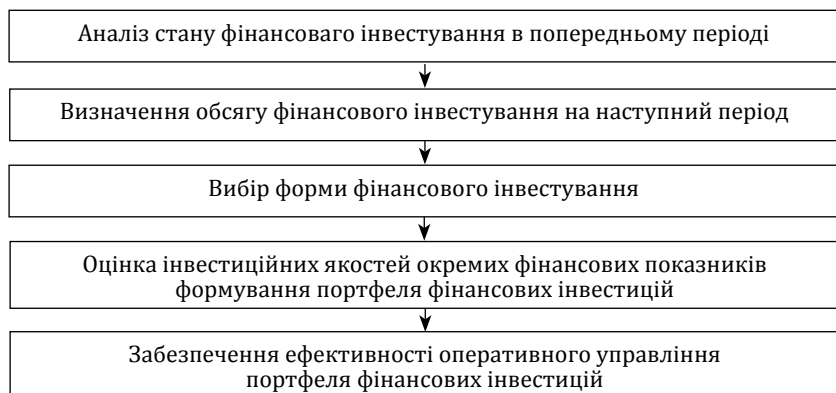 Аналіз стану фінансоваго інвестування в попередньому періоді
Визначення обсягу фінансового інвестування на наступний період
Вибір форми фінансового інвестування
Оцінка інвестиційних якостей окремих фінансових показників
формування портфеля фінансових інвестицій
Забезпечення ефективності оперативного управління
портфеля фінансових інвестицій